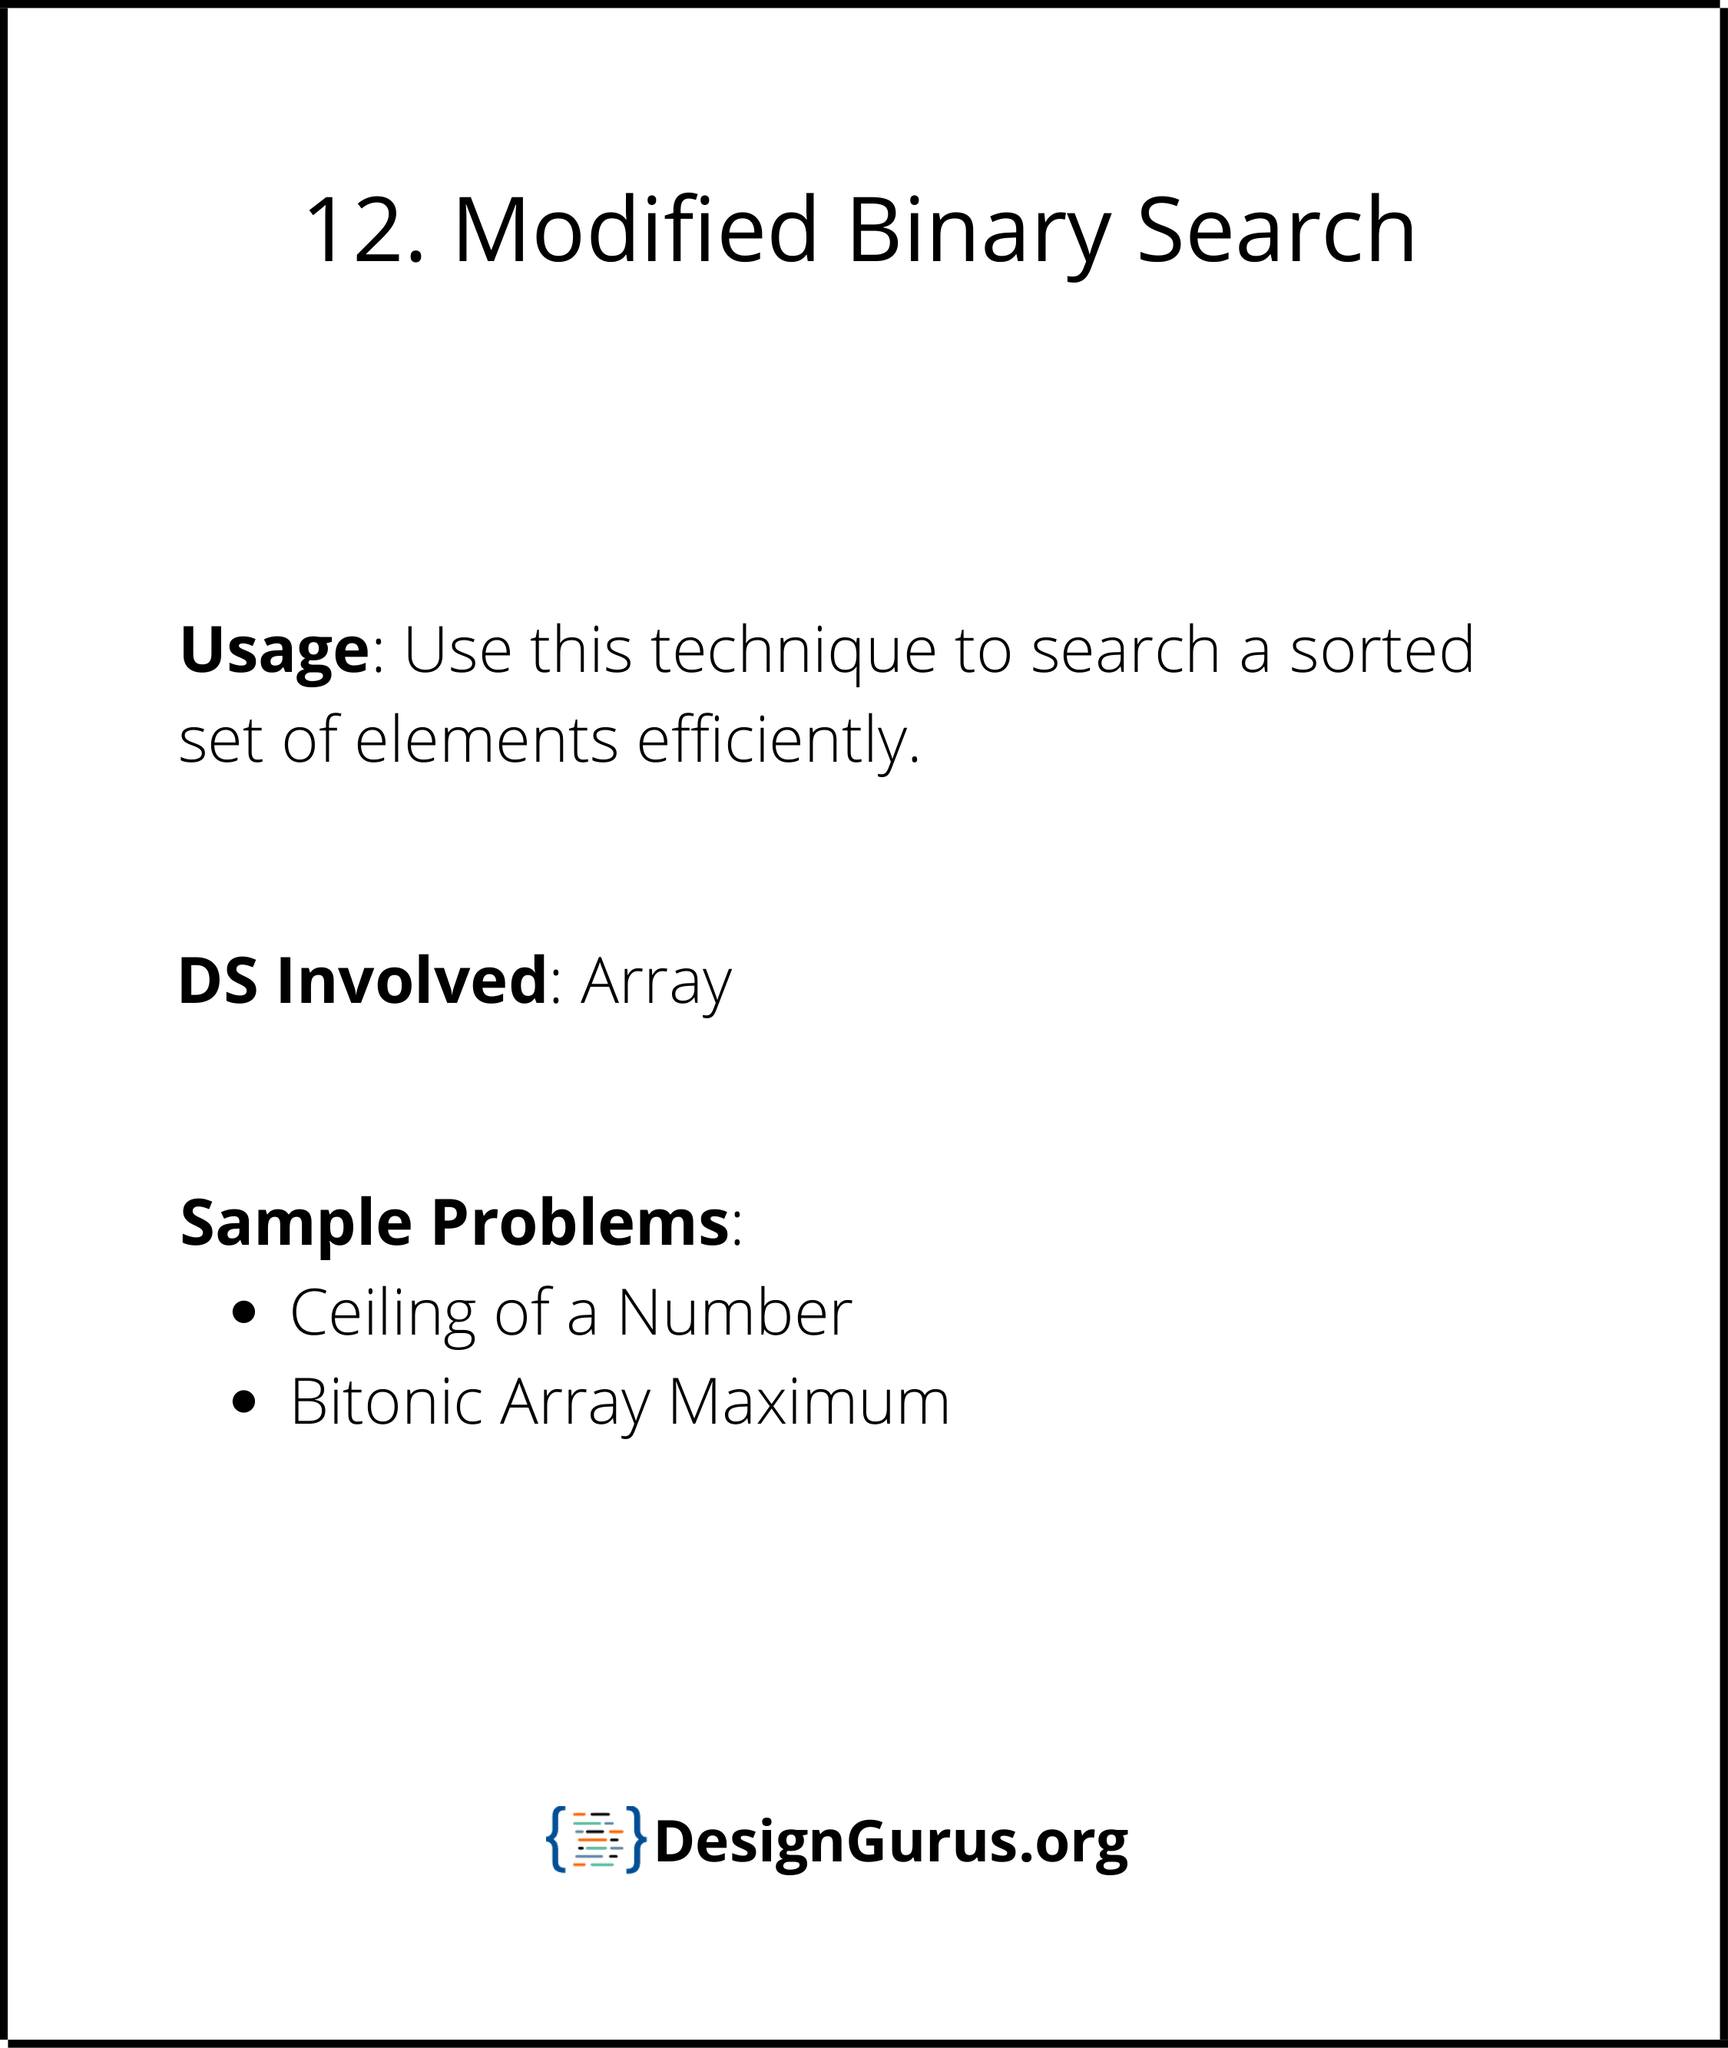 12. Modified Binary Search
Usage: Use this technique to search a sorted
set of elements efficiently.
DS Involved: Array
Sample Problems:
• Ceiling of a Number
• Bitonic Array Maximum
DesignGurus.org